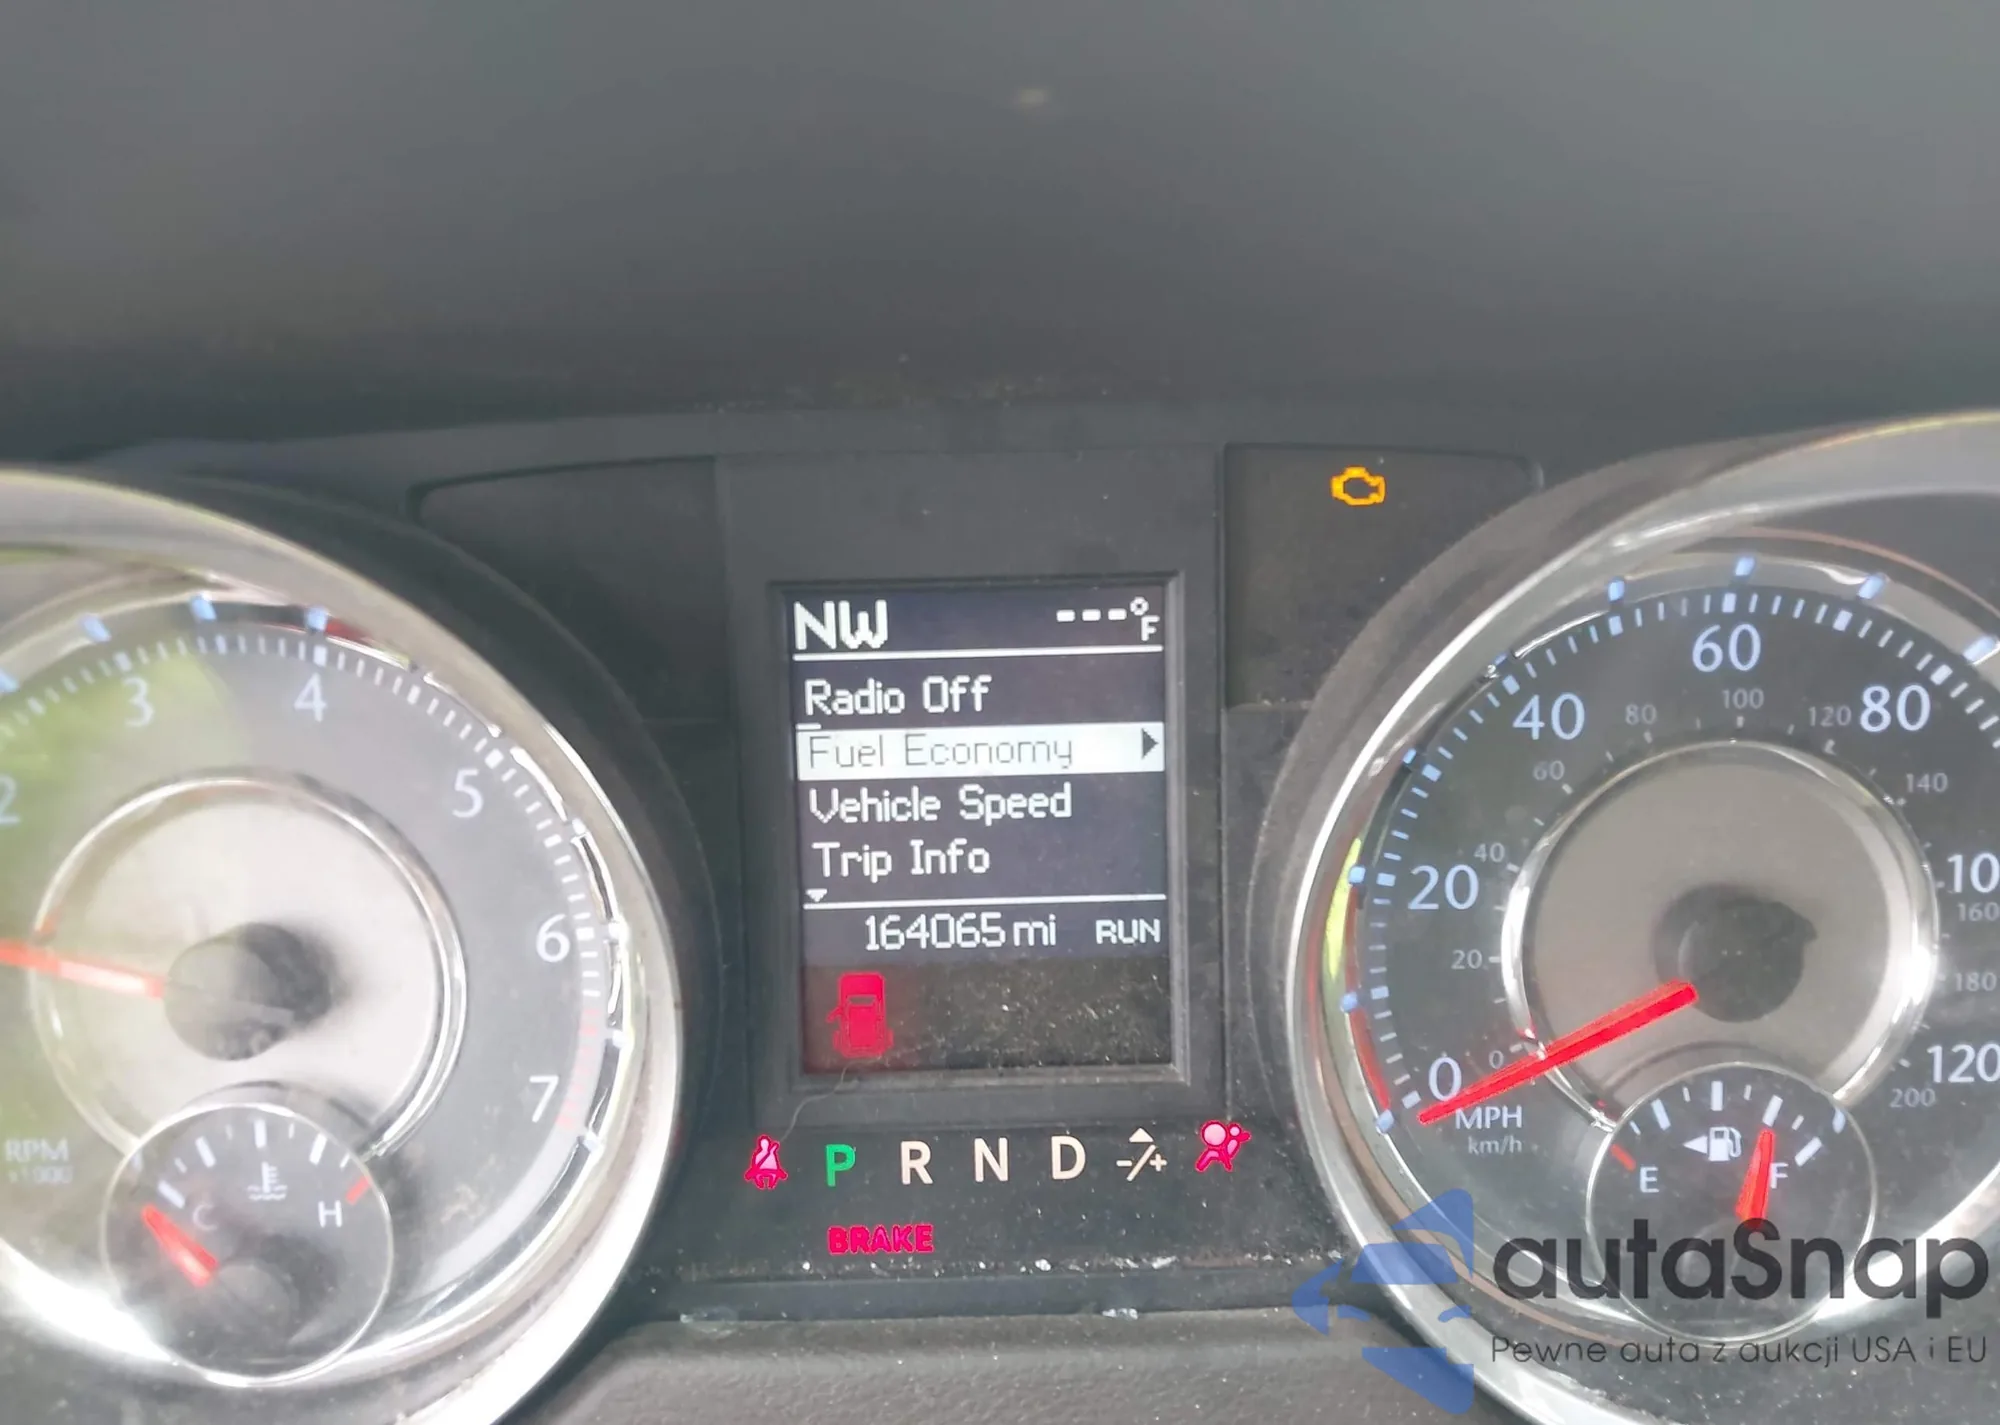 NW ---°F
Radio Off
Fuel Economy
Vehicle Speed
Trip Info
164065 mi RUN
P R N D -/+
BRAKE
2 3 4 5 6 7
RPM
x1000
C H
0 20 40 60 80 100 120
0 20 40 60 80 100 120 140 160 180 200
MPH
km/h
E F
autaSnap
Pewne auta z aukcji USA i EU